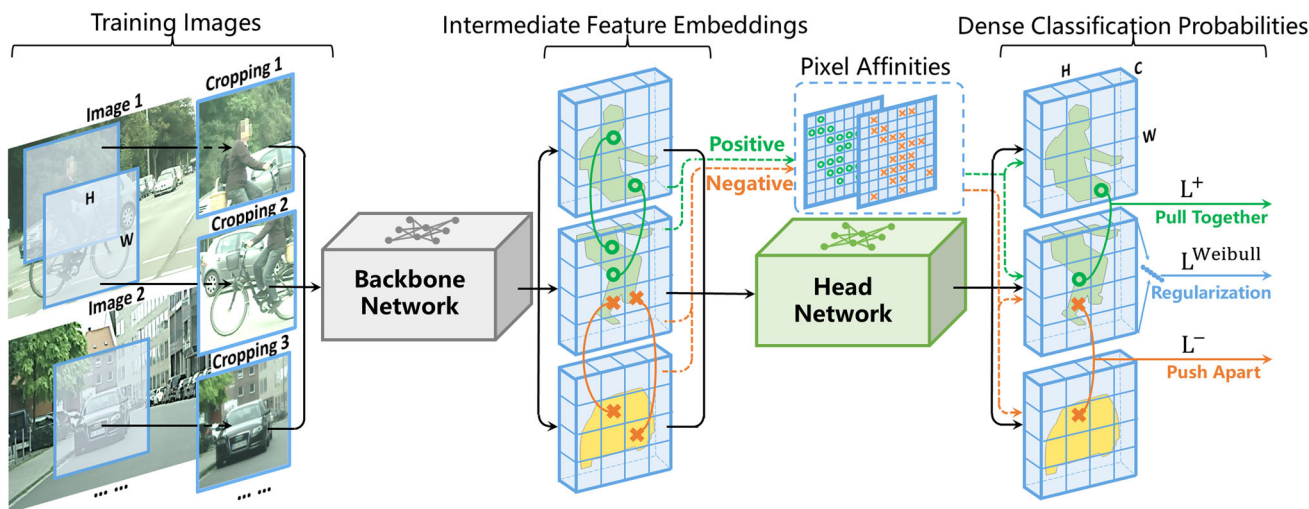 Training Images
Intermediate Feature Embeddings
Dense Classification Probabilities
Cropping 1
Image 1
H
W
Cropping 2
Image 2
Cropping 3
... ...
... ...
Backbone
Network
Pixel Affinities
Positive
Negative
Head
Network
H
C
W
L⁺
Pull Together
L^Weibull
Regularization
L⁻
Push Apart